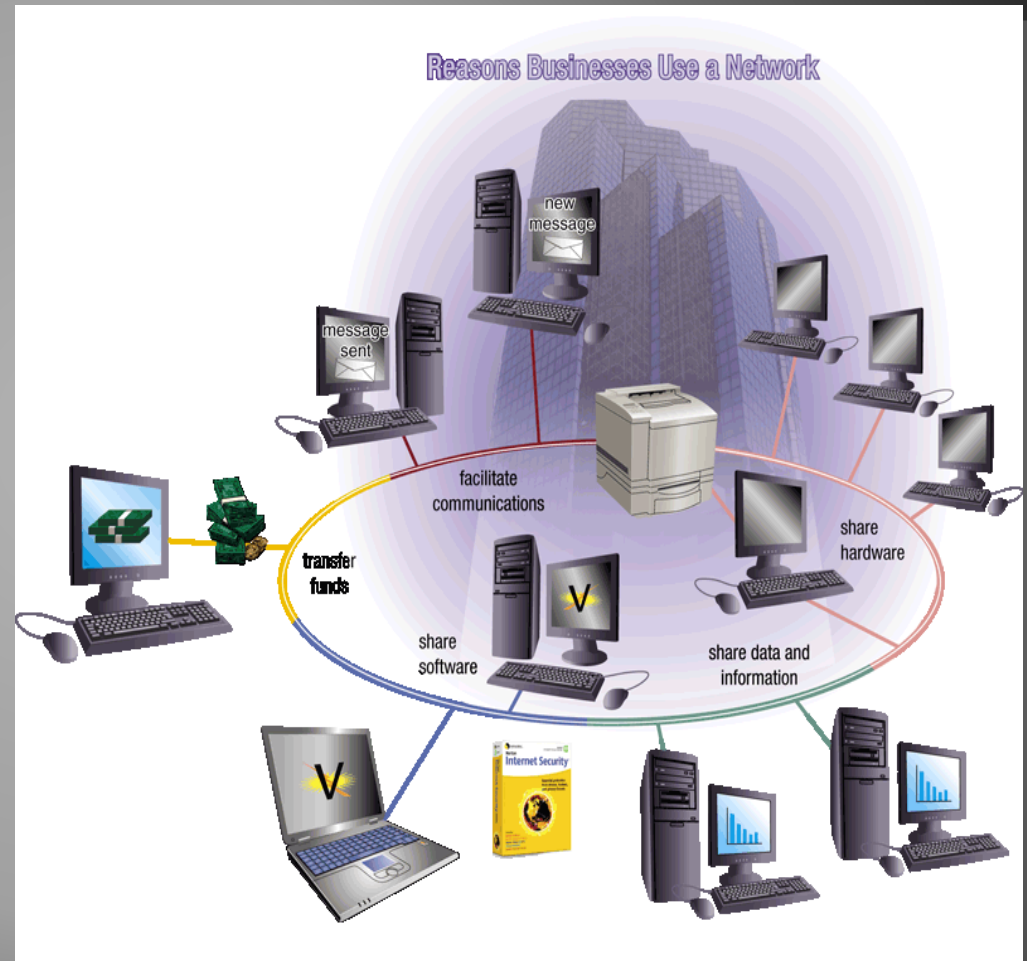 Reasons Businesses Use a Network
new
message
message
sent
facilitate
communications
transfer
funds
share
hardware
share
software
share data and
information
V
V
Internet Security